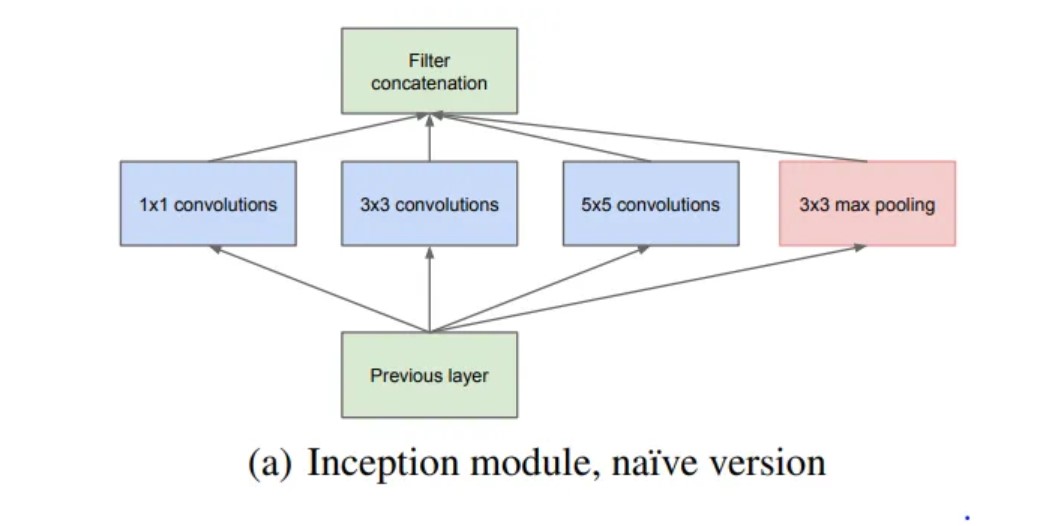 Filter
concatenation
1x1 convolutions
3x3 convolutions
5x5 convolutions
3x3 max pooling
Previous layer
(a) Inception module, naïve version